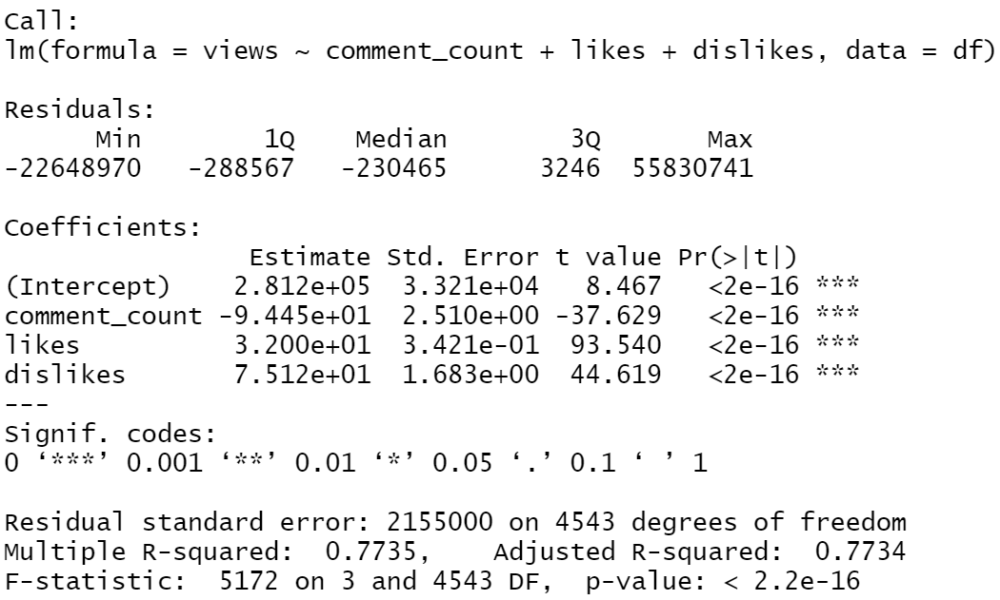 Call:
lm(formula = views ~ comment_count + likes + dislikes, data = df)
Residuals:
Min 1Q Median 3Q Max
-22648970 -288567 -230465 3246 55830741
Coefficients:
Estimate Std. Error t value Pr(>|t|)
(Intercept) 2.812e+05 3.321e+04 8.467 <2e-16 ***
comment_count -9.445e+01 2.510e+00 -37.629 <2e-16 ***
likes 3.200e+01 3.421e-01 93.540 <2e-16 ***
dislikes 7.512e+01 1.683e+00 44.619 <2e-16 ***
---
Signif. codes:
0 ‘***’ 0.001 ‘**’ 0.01 ‘*’ 0.05 ‘.’ 0.1 ‘ ’ 1
Residual standard error: 2155000 on 4543 degrees of freedom
Multiple R-squared: 0.7735, Adjusted R-squared: 0.7734
F-statistic: 5172 on 3 and 4543 DF, p-value: < 2.2e-16